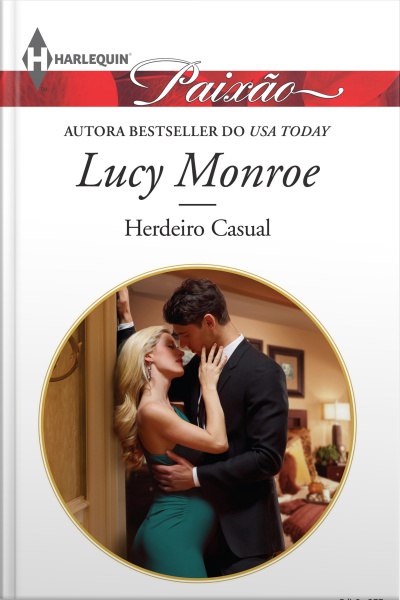 HARLEQUIN®
Paixão
AUTORA BESTSELLER DO USA TODAY
Lucy Monroe
Herdeiro Casual